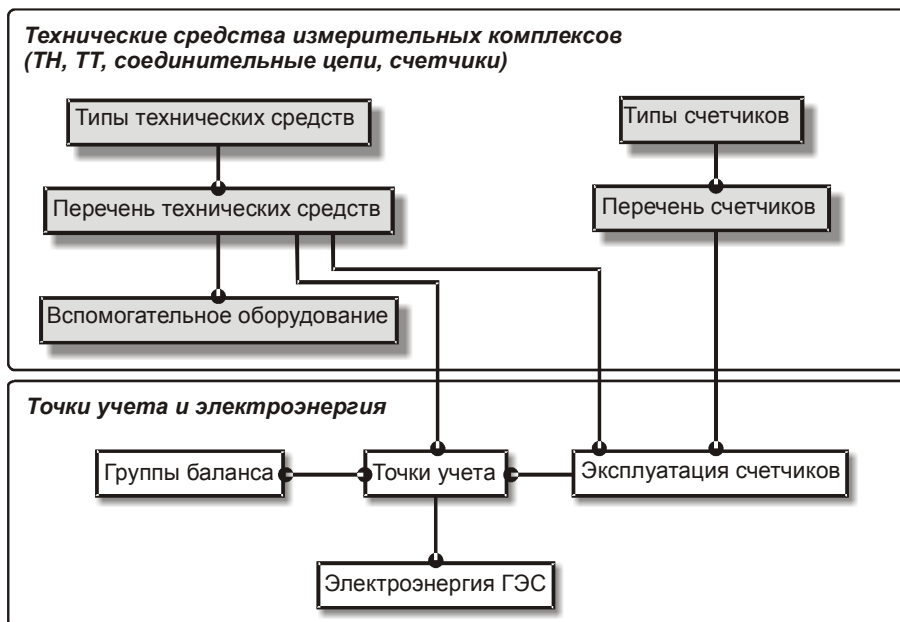 Технические средства измерительных комплексов
(ТН, ТТ, соединительные цепи, счетчики)
Типы технических средств
Типы счетчиков
Перечень технических средств
Перечень счетчиков
Вспомогательное оборудование
Точки учета и электроэнергия
Группы баланса
Точки учета
Эксплуатация счетчиков
Электроэнергия ГЭС